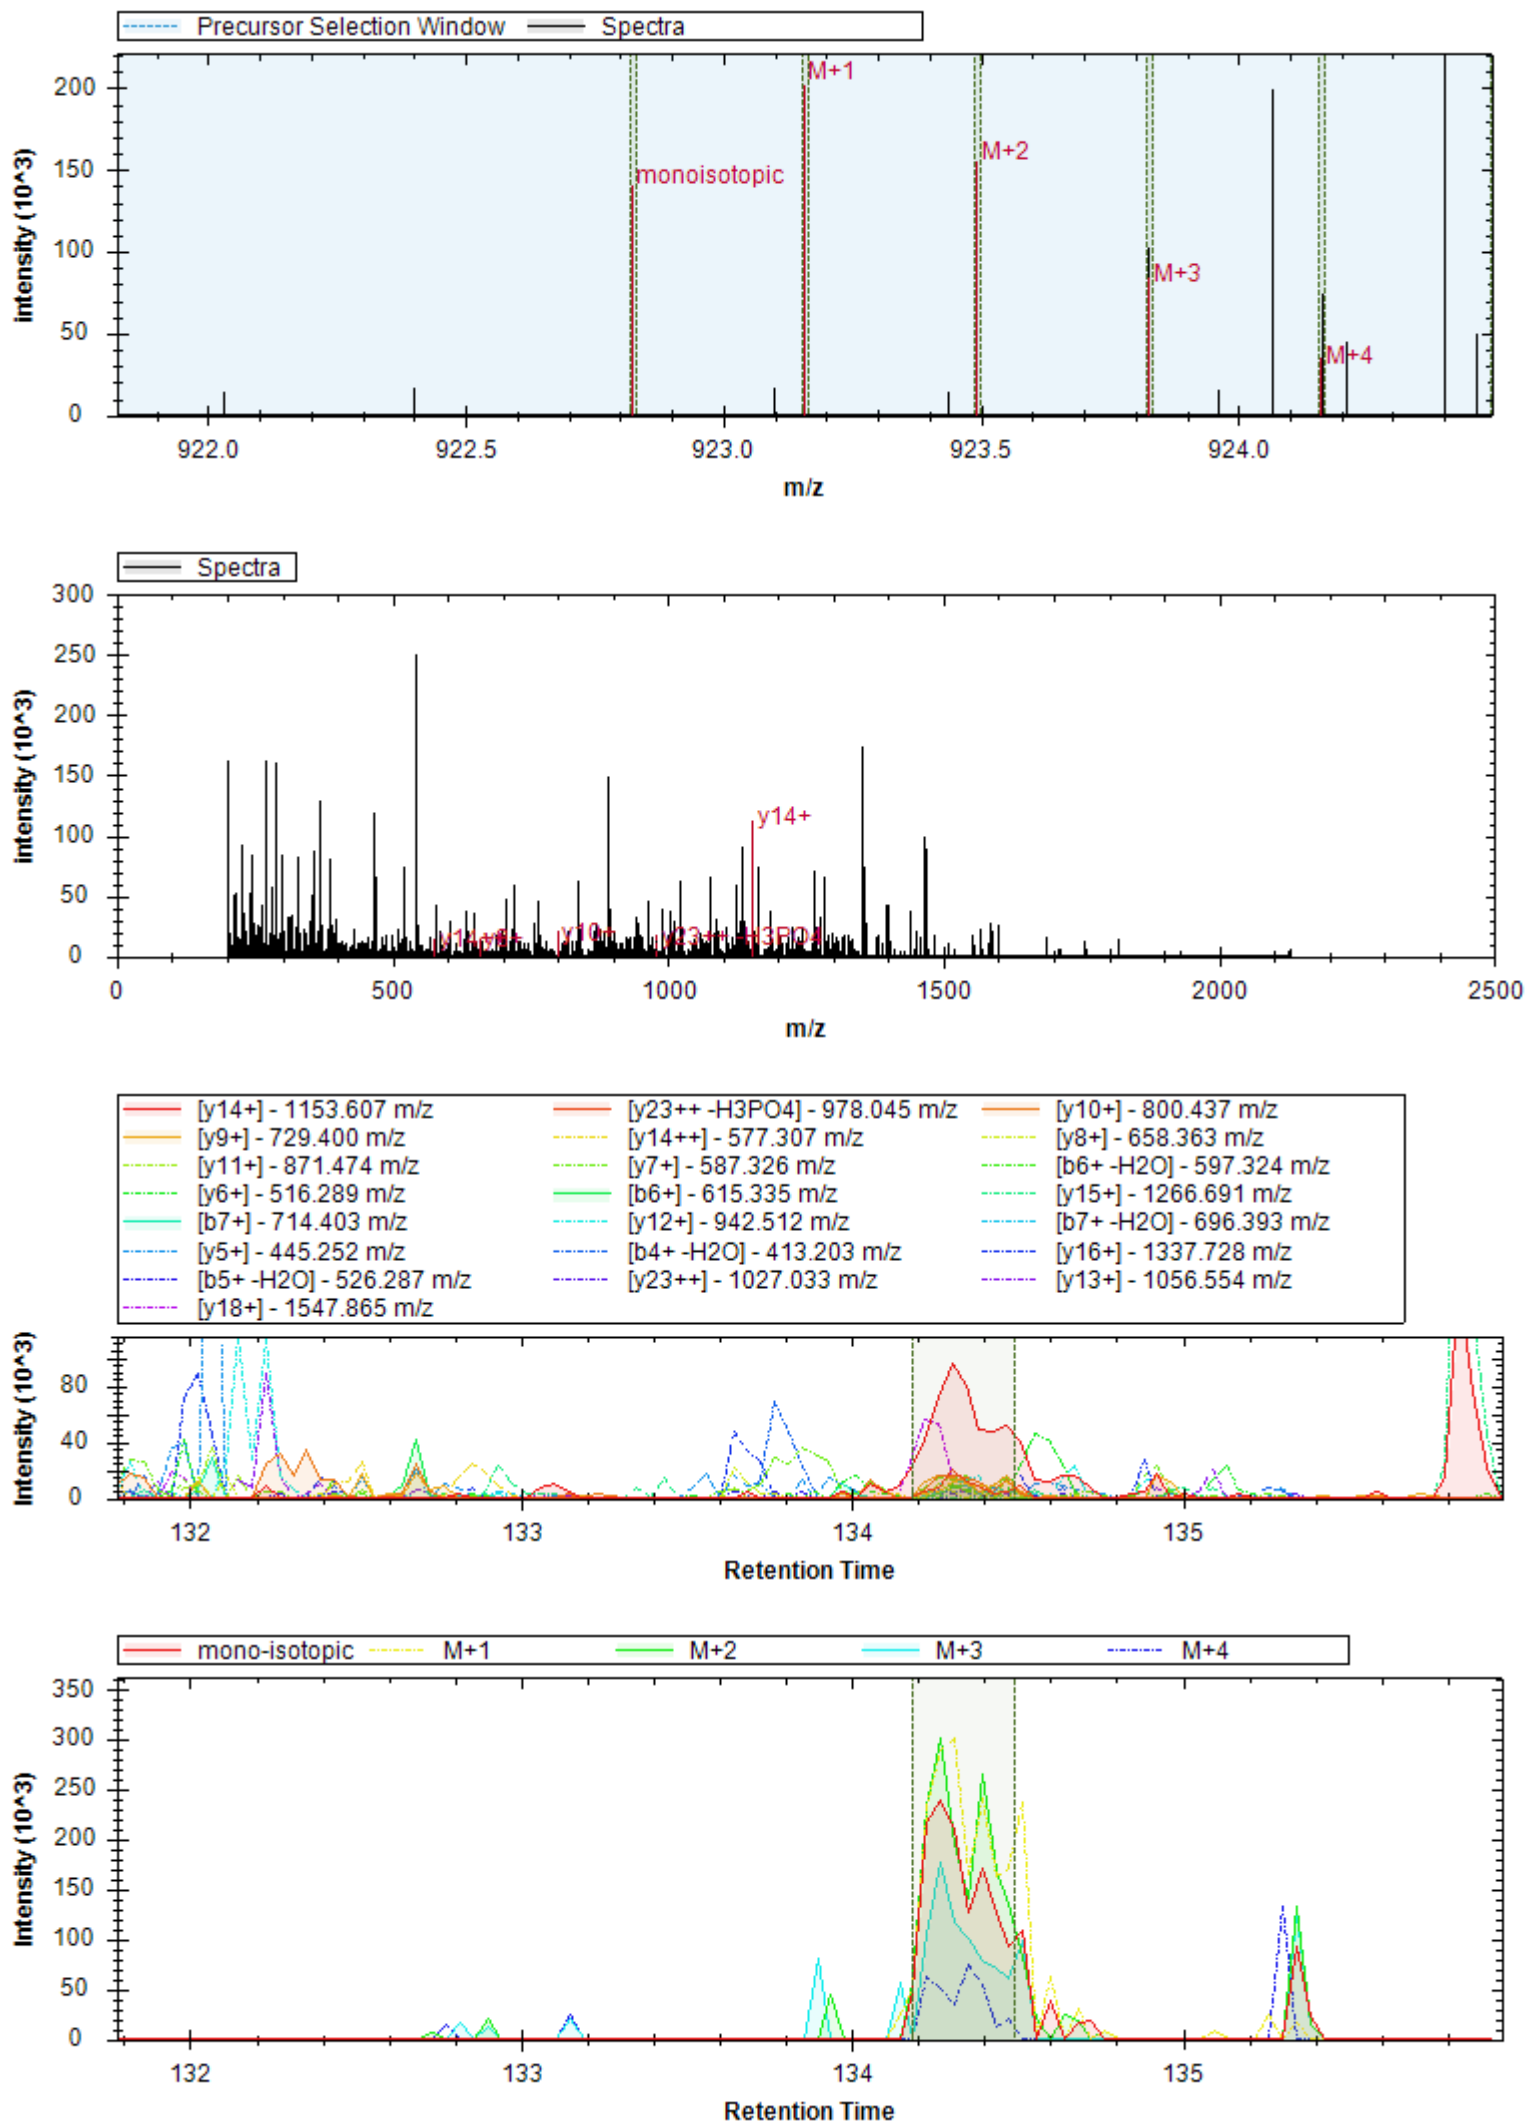 Precursor Selection Window Spectra
intensity (10^3)
200
150
100
50
0
monoisotopic
M+1
M+2
M+3
M+4
922.0 922.5 923.0 923.5 924.0
m/z
Spectra
intensity (10^3)
300
250
200
150
100
50
0
y14+
y10+
y23++ -H3PO4
0 500 1000 1500 2000 2500
m/z
[y14+] - 1153.607 m/z [y23++ -H3PO4] - 978.045 m/z [y10+] - 800.437 m/z
[y9+] - 729.400 m/z [y14++] - 577.307 m/z [y8+] - 658.363 m/z
[y11+] - 871.474 m/z [y7+] - 587.326 m/z [b6+ -H2O] - 597.324 m/z
[y6+] - 516.289 m/z [b6+] - 615.335 m/z [y15+] - 1266.691 m/z
[b7+] - 714.403 m/z [y12+] - 942.512 m/z [b7+ -H2O] - 696.393 m/z
[y5+] - 445.252 m/z [b4+ -H2O] - 413.203 m/z [y16+] - 1337.728 m/z
[b5+ -H2O] - 526.287 m/z [y23++] - 1027.033 m/z [y13+] - 1056.554 m/z
[y18+] - 1547.865 m/z
Intensity (10^3)
80
40
0
132 133 134 135
Retention Time
mono-isotopic M+1 M+2 M+3 M+4
Intensity (10^3)
350
300
250
200
150
100
50
0
132 133 134 135
Retention Time